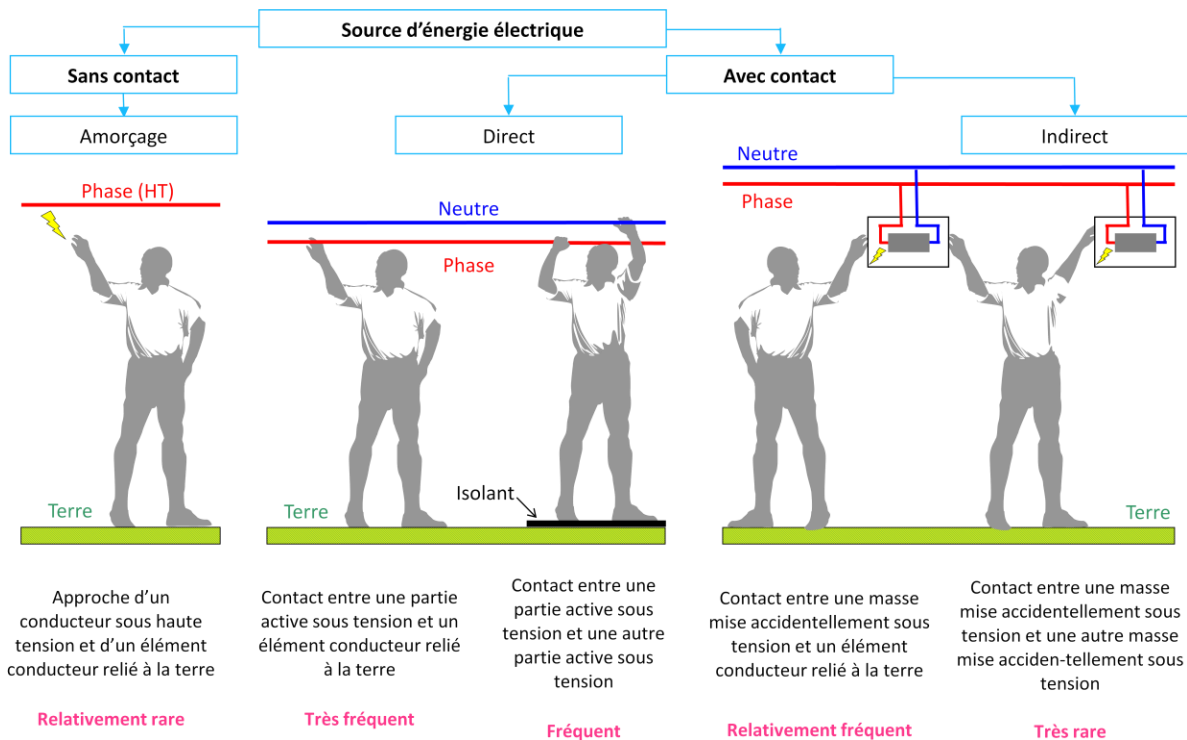 Source d’énergie électrique
Sans contact
Avec contact
Amorçage
Direct
Indirect
Phase (HT)
Neutre
Phase
Neutre
Phase
Isolant
Terre
Terre
Terre
Approche d’un
conducteur sous haute
tension et d’un élément
conducteur relié à la terre
Relativement rare
Contact entre une partie
active sous tension et un
élément conducteur relié
à la terre
Très fréquent
Contact entre une
partie active sous
tension et une autre
partie active sous
tension
Fréquent
Contact entre une masse
mise accidentellement sous
tension et un élément
conducteur relié à la terre
Relativement fréquent
Contact entre une masse
mise accidentellement sous
tension et une autre masse
mise acciden-tellement sous
tension
Très rare